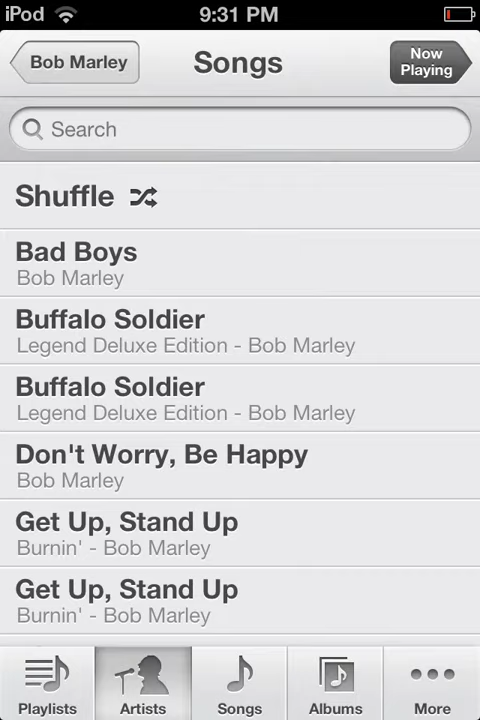 iPod 9:31 PM
Bob Marley Songs Now Playing
Search
Shuffle
Bad Boys
Bob Marley
Buffalo Soldier
Legend Deluxe Edition - Bob Marley
Buffalo Soldier
Legend Deluxe Edition - Bob Marley
Don't Worry, Be Happy
Bob Marley
Get Up, Stand Up
Burnin' - Bob Marley
Get Up, Stand Up
Burnin' - Bob Marley
Playlists Artists Songs Albums More